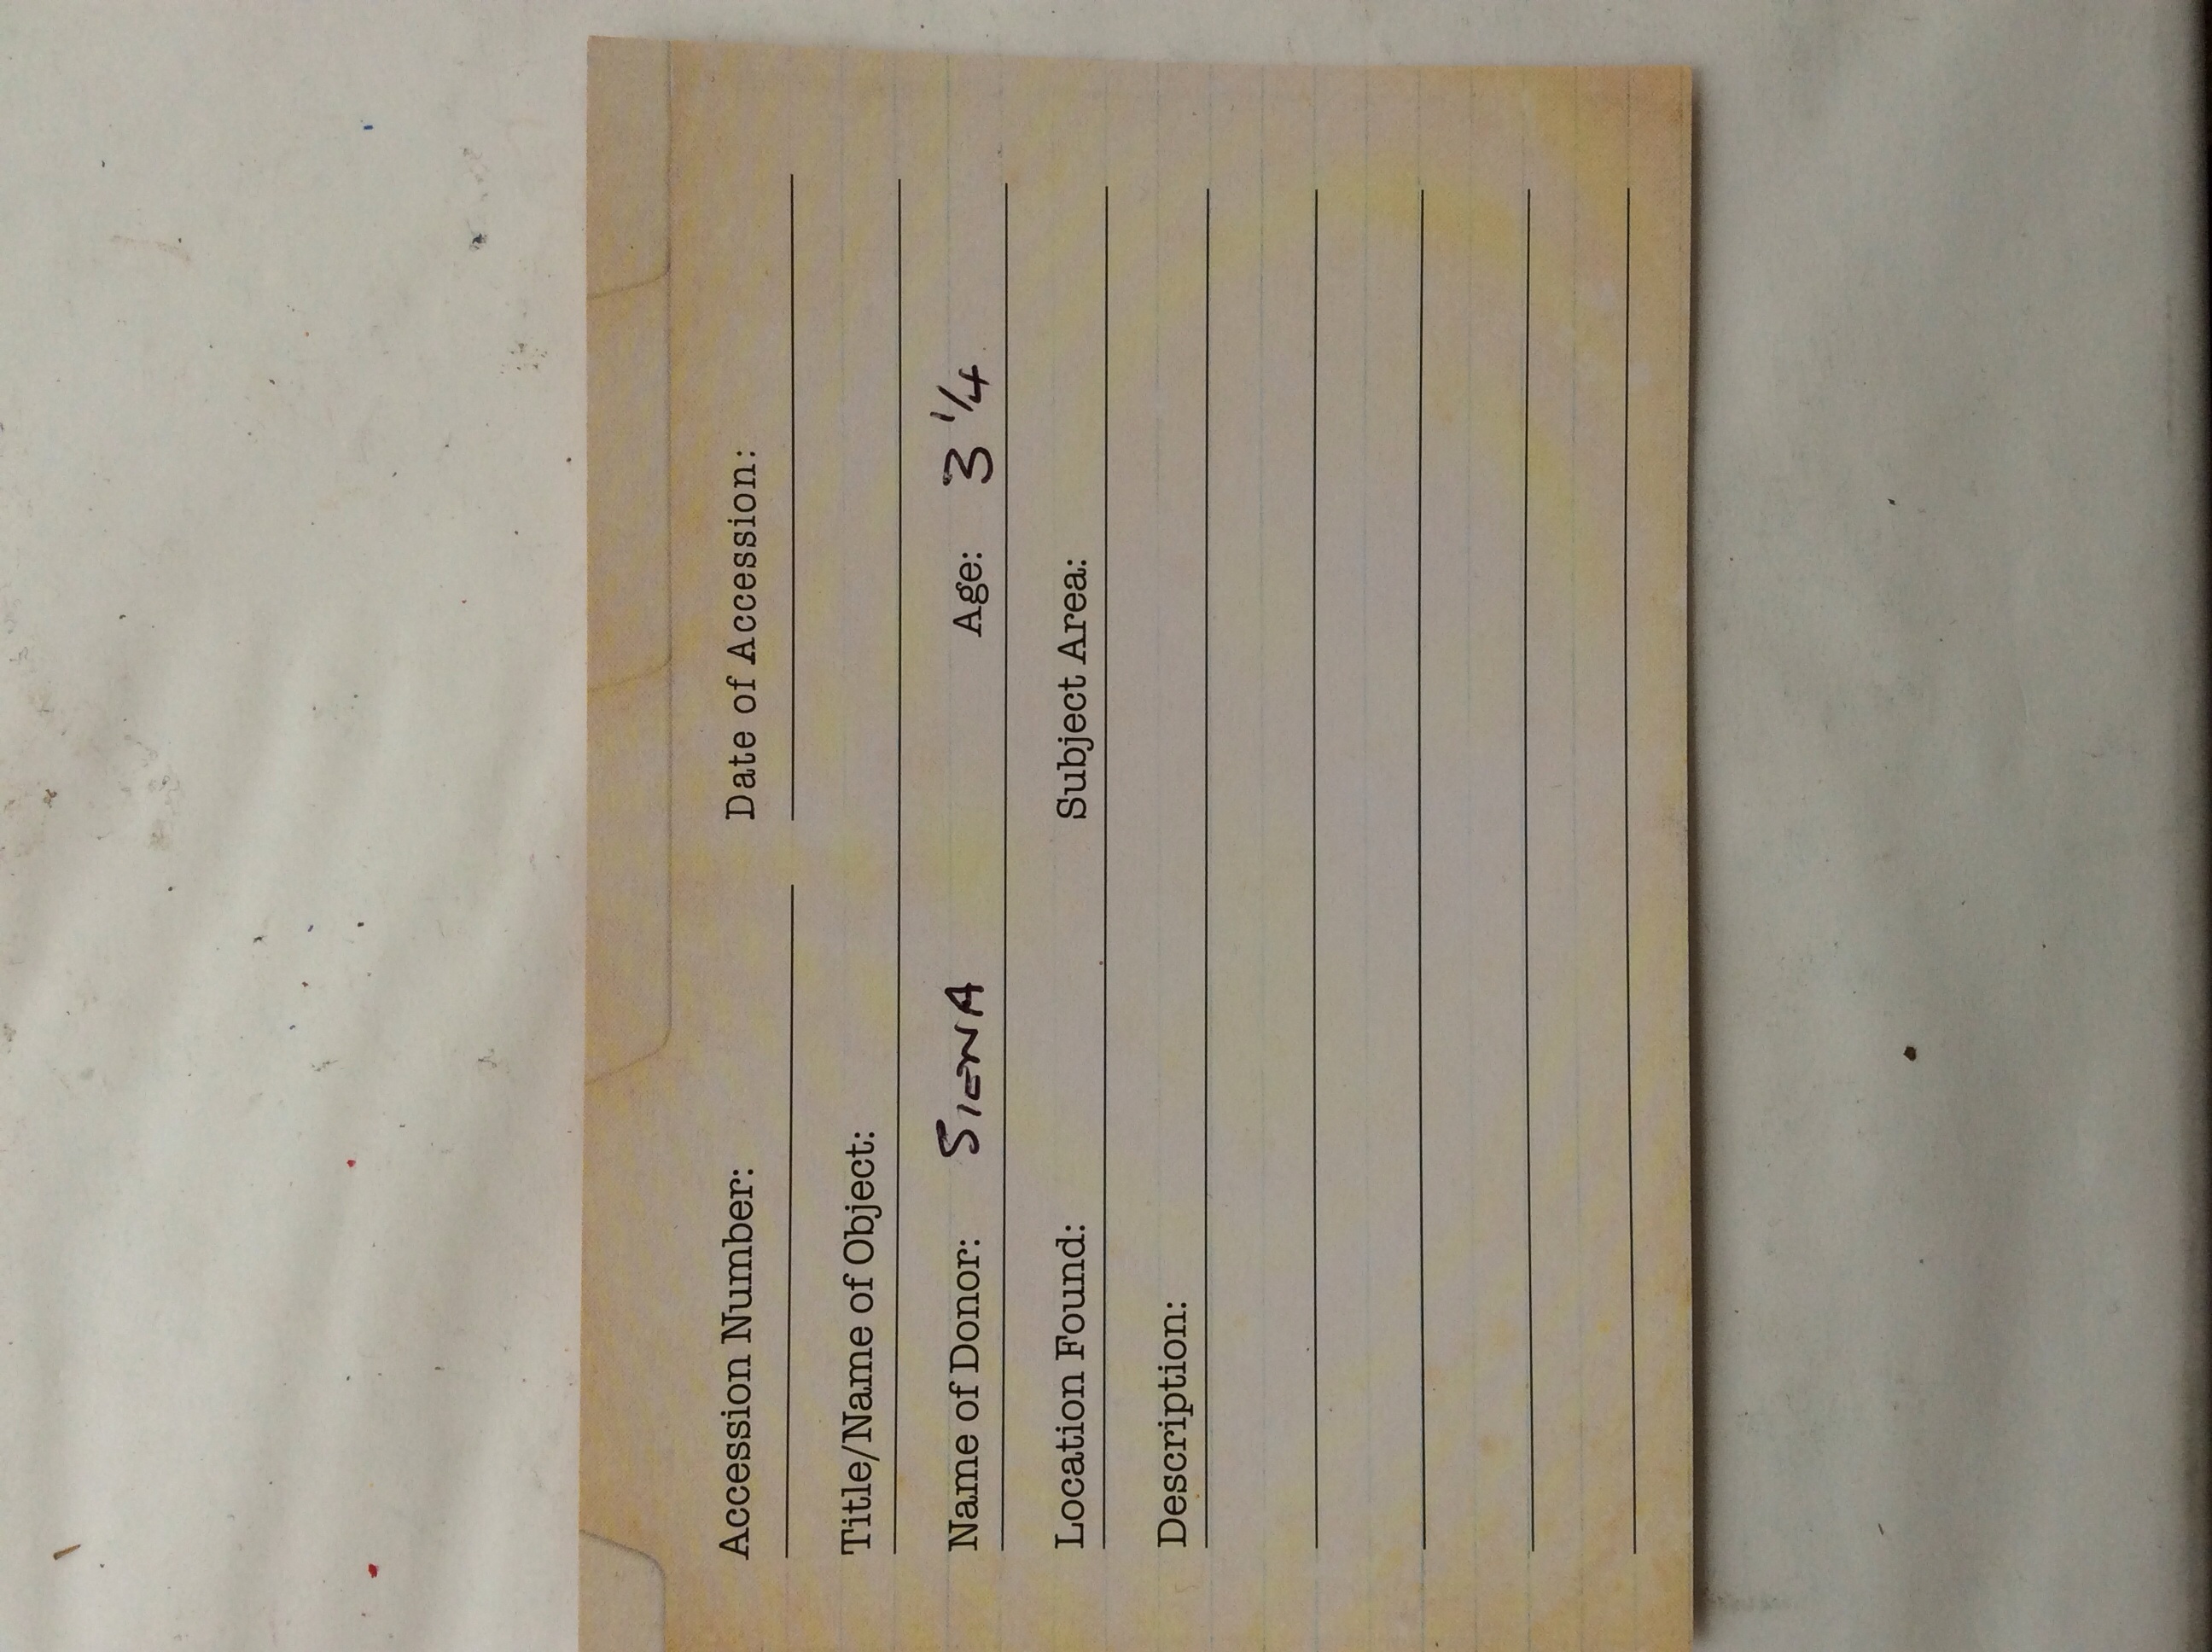 Accession Number: Date of Accession:
Title/Name of Object:
Name of Donor: SIENA Age: 3 1/4
Location Found: Subject Area:
Description: